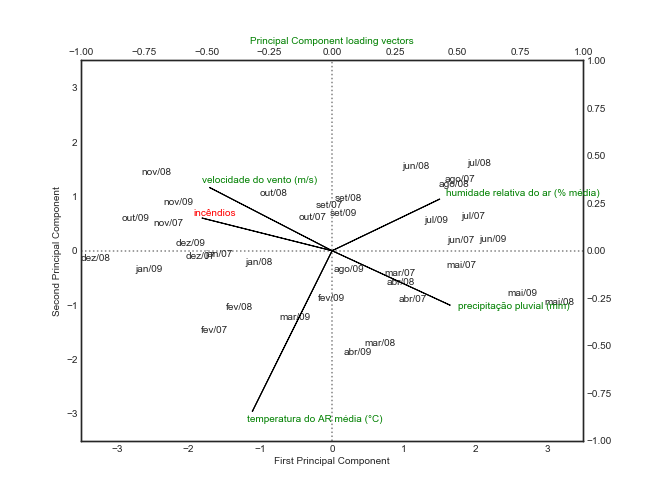 Principal Component loading vectors
−1.00 −0.75 −0.50 −0.25 0.00 0.25 0.50 0.75 1.00
3
2
1
0
−1
−2
−3
1.00
0.75
0.50
0.25
0.00
−0.25
−0.50
−0.75
−1.00
Second Principal Component
nov/08
jun/08
jul/08
velocidade do vento (m/s)
ago/07
ago/08
out/08
set/08
humidade relativa do ar (% média)
nov/09
set/07
incêndios
set/09
out/09
nov/07
out/07
jul/09
jul/07
dez/09
jun/07
jun/09
dez/08
dez/07
jan/07
jan/08
jan/09
ago/09
mar/07
mai/07
abr/08
fev/09
abr/07
mai/09
mai/08
fev/08
precipitação pluvial (mm)
mar/09
fev/07
mar/08
abr/09
temperatura do AR média (°C)
−3 −2 −1 0 1 2 3
First Principal Component